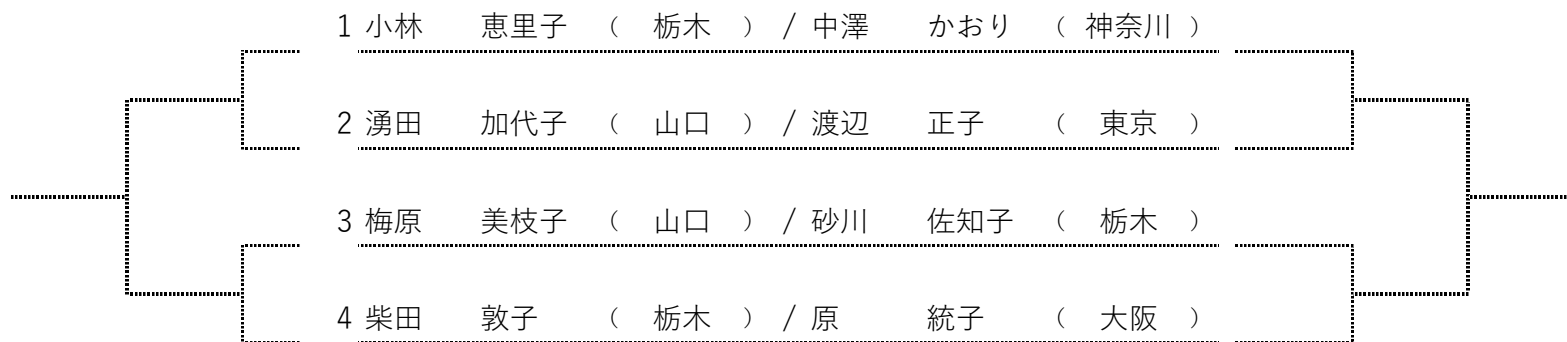 1 小林 恵里子 ( 栃木 ) / 中澤 かおり ( 神奈川 )
2 湧田 加代子 ( 山口 ) / 渡辺 正子 ( 東京 )
3 梅原 美枝子 ( 山口 ) / 砂川 佐知子 ( 栃木 )
4 柴田 敦子 ( 栃木 ) / 原 統子 ( 大阪 )